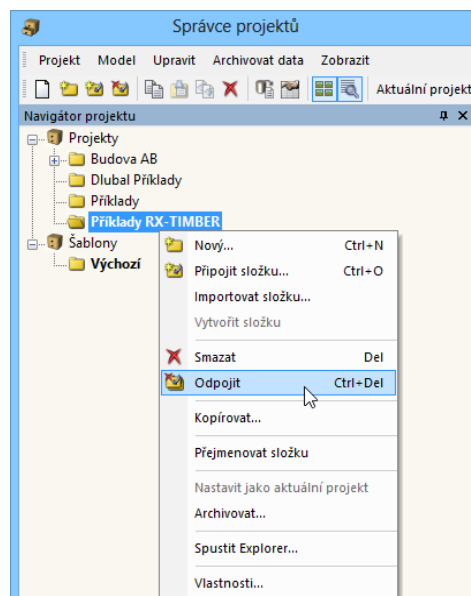 Správce projektů
Projekt Model Upravit Archivovat data Zobrazit
Aktuální projekt
Navigátor projektu
Projekty
Budova AB
Dlubal Příklady
Příklady
Příklady RX-TIMBER
Šablony
Výchozí
Nový... Ctrl+N
Připojit složku... Ctrl+O
Importovat složku...
Vytvořit složku
Smazat Del
Odpojit Ctrl+Del
Kopírovat...
Přejmenovat složku
Nastavit jako aktuální projekt
Archivovat...
Spustit Explorer...
Vlastnosti...